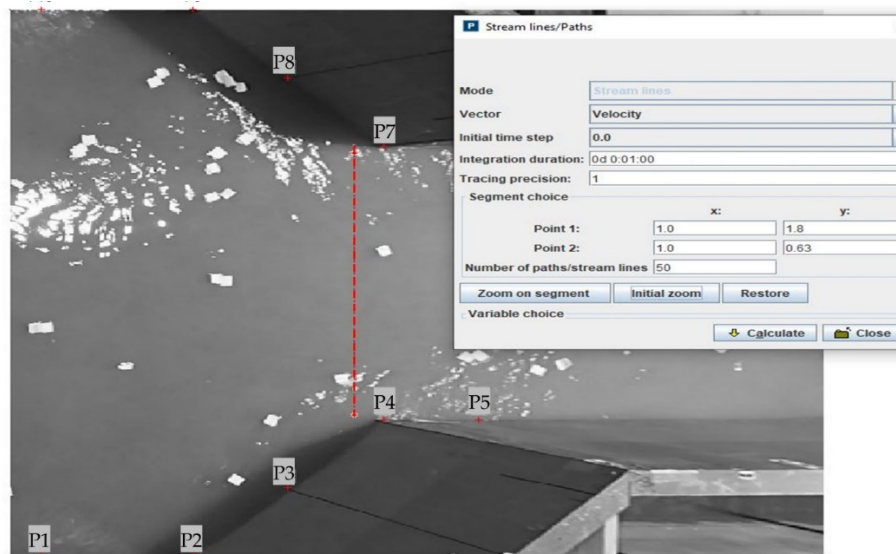 P8
P7
P4
P5
P3
P1
P2
Stream lines/Paths
Mode Stream lines
Vector Velocity
Initial time step 0.0
Integration duration: 0d 0:01:00
Tracing precision: 1
Segment choice
x: y:
Point 1: 1.0 1.8
Point 2: 1.0 0.63
Number of paths/stream lines 50
Zoom on segment Initial zoom Restore
Variable choice
Calculate Close